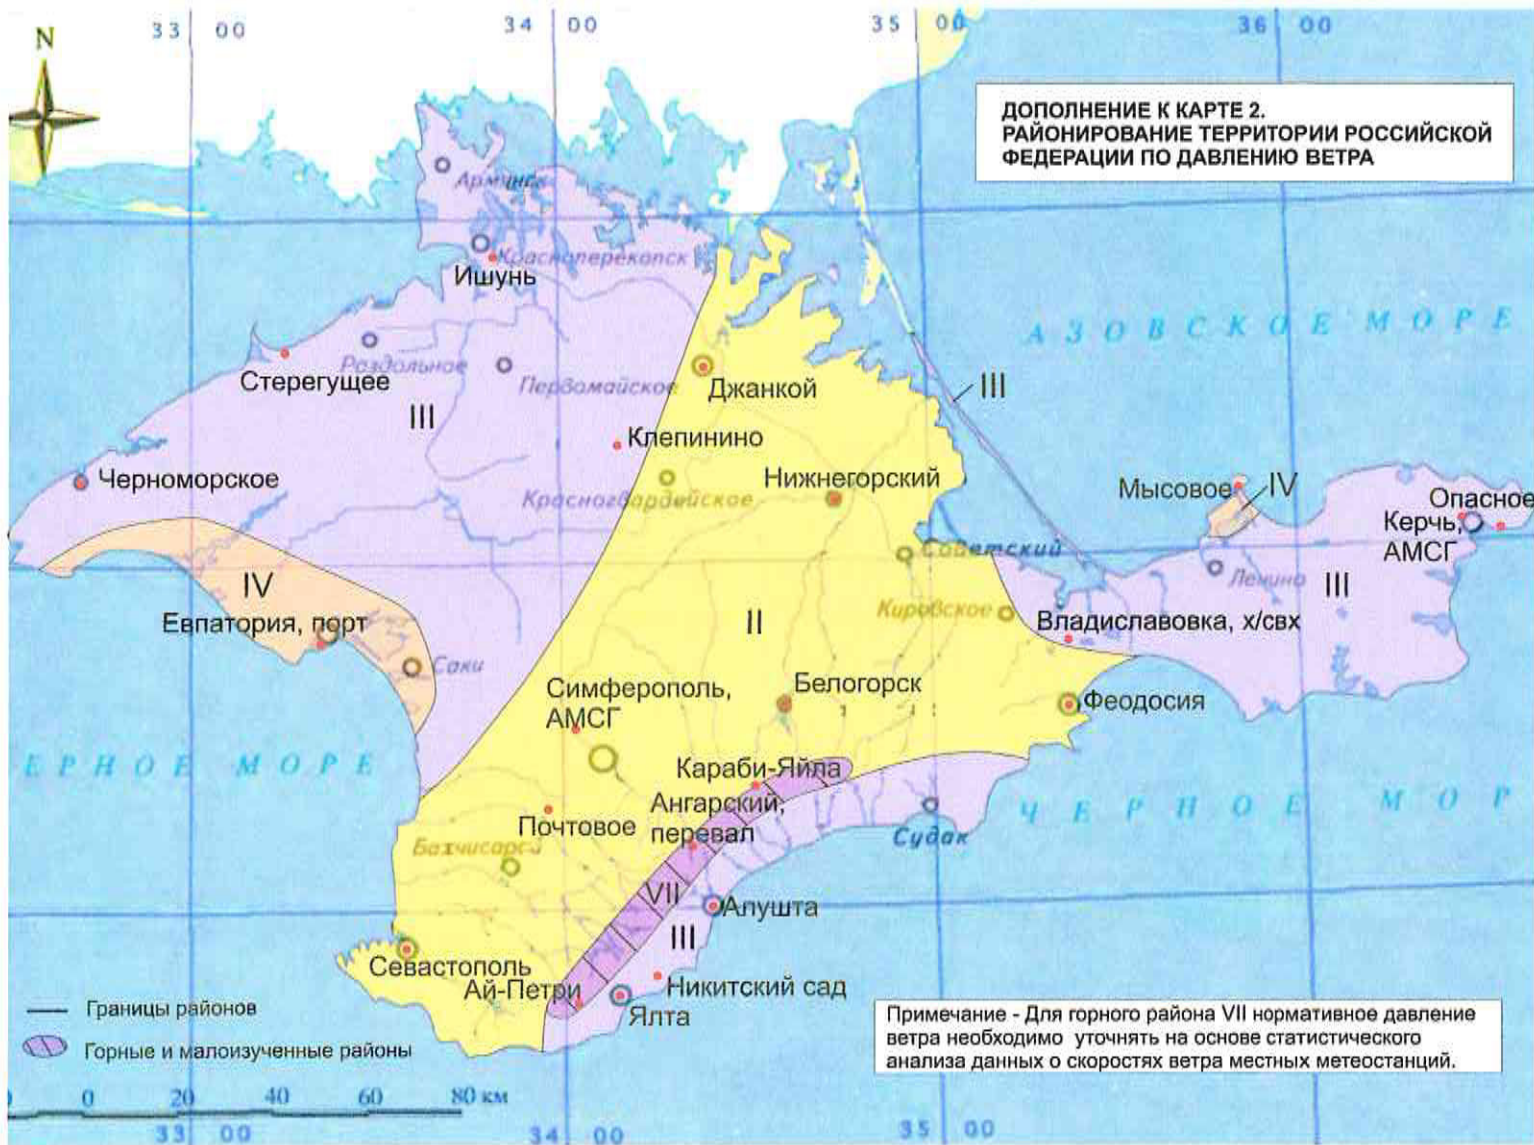 33 00
34 00
35 00
36 00
N
ДОПОЛНЕНИЕ К КАРТЕ 2.
РАЙОНИРОВАНИЕ ТЕРРИТОРИИ РОССИЙСКОЙ
ФЕДЕРАЦИИ ПО ДАВЛЕНИЮ ВЕТРА
Армянск
Красноперекопск
Ишунь
АЗОВСКОЕ МОРЕ
Раздольное
Стерегущее
Первомайское
Джанкой
III
III
Клепинино
Черноморское
Красногвардейское
Нижнегорский
Мысовое
IV
Опасное
Керчь,
АМСГ
Советский
IV
Ленино
III
Евпатория, порт
II
Кировское
Владиславовка, х/свх
Саки
Симферополь,
АМСГ
Белогорск
Феодосия
ЕРНОЕ МОРЕ
Караби-Яйла
Ангарский,
перевал
ЧЕРНОЕ МОР
Почтовое
Бахчисарай
Судак
VII
Алушта
III
Севастополь
Ай-Петри
Никитский сад
Ялта
Границы районов
Горные и малоизученные районы
Примечание - Для горного района VII нормативное давление
ветра необходимо уточнять на основе статистического
анализа данных о скоростях ветра местных метеостанций.
0 20 40 60 80 км
33 00
34 00
35 00